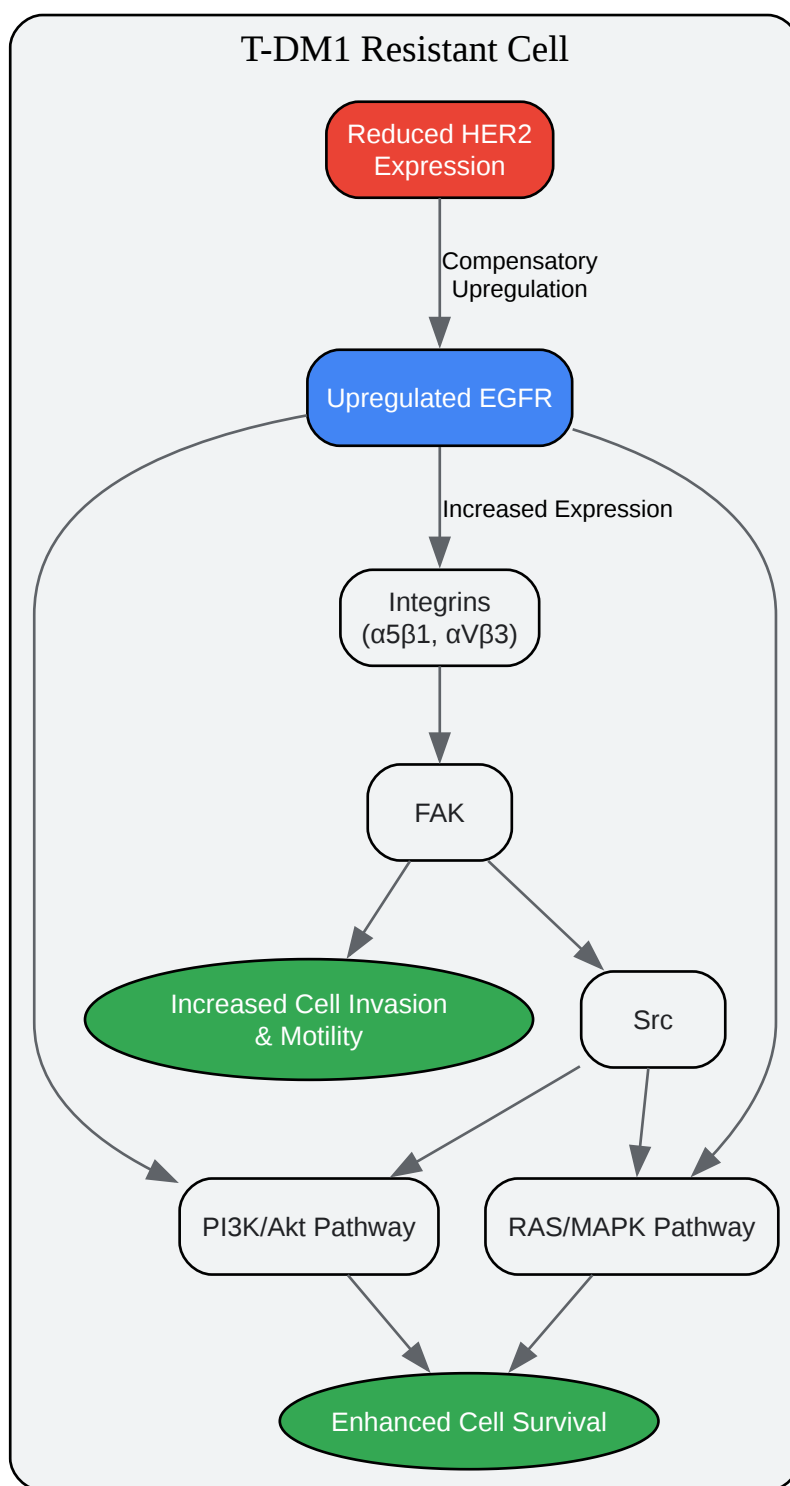 T-DM1 Resistant Cell
Reduced HER2
Expression
Compensatory
Upregulation
Upregulated EGFR
Increased Expression
Integrins
(α5β1, αVβ3)
FAK
Increased Cell Invasion
& Motility
Src
PI3K/Akt Pathway
RAS/MAPK Pathway
Enhanced Cell Survival